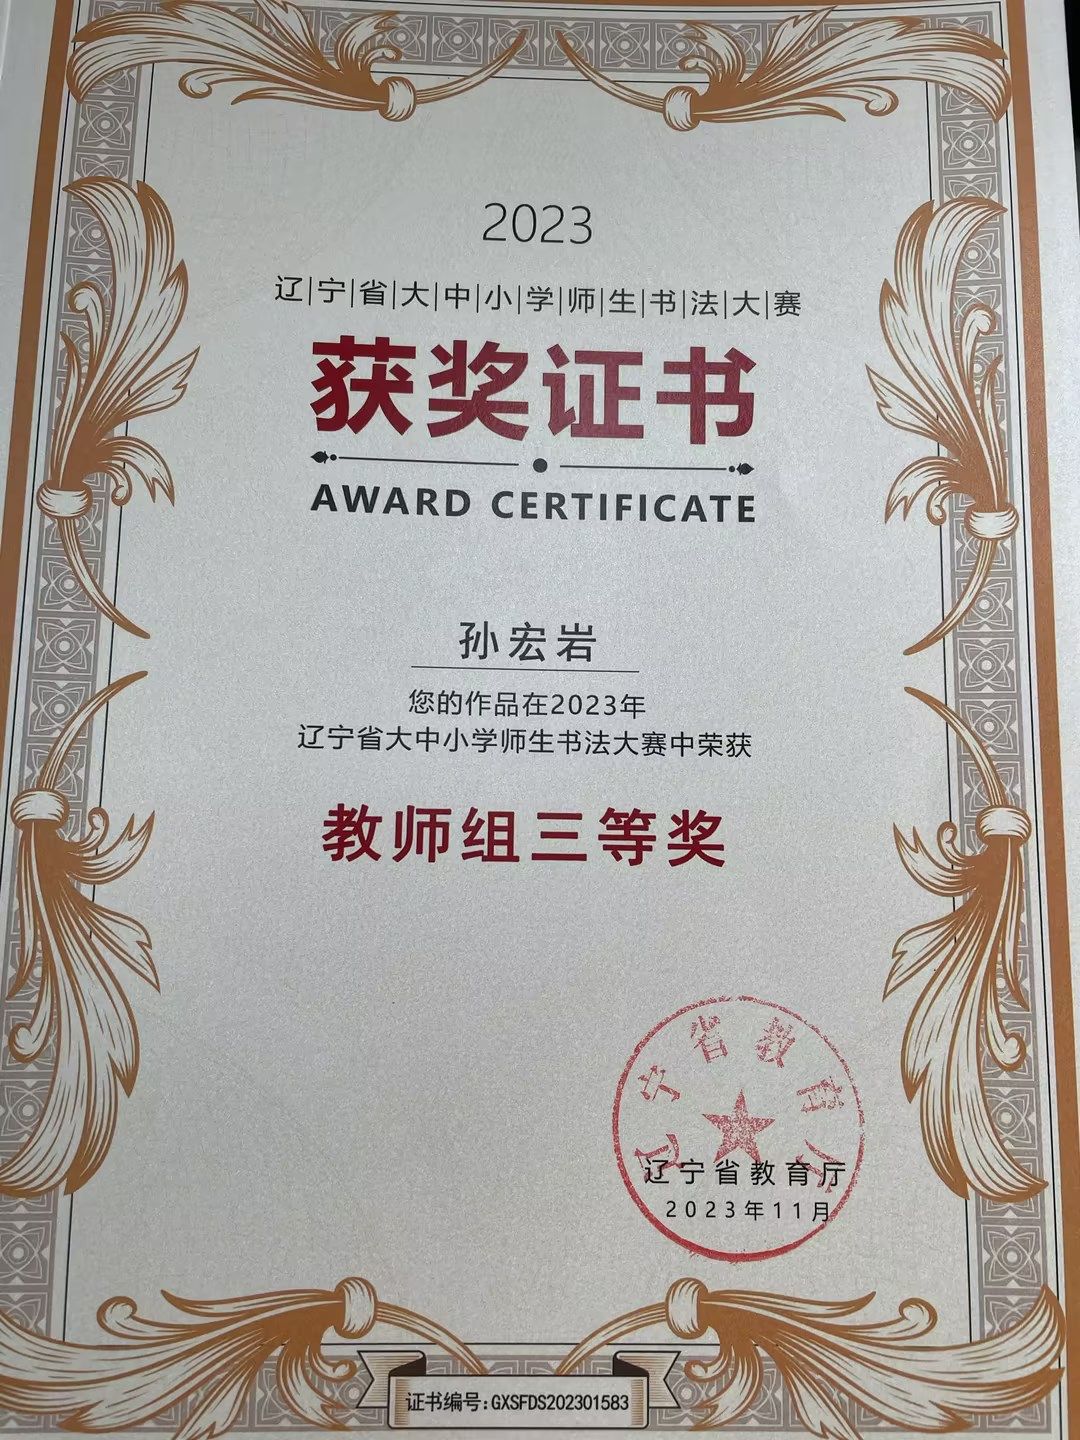 2023
辽|宁|省|大|中|小|学|师|生|书|法|大|赛
获奖证书
AWARD CERTIFICATE
孙宏岩
您的作品在2023年
辽宁省大中小学师生书法大赛中荣获
教师组三等奖
辽宁省教育厅
辽宁省教育厅
2023年11月
证书编号:GXSFDS202301583